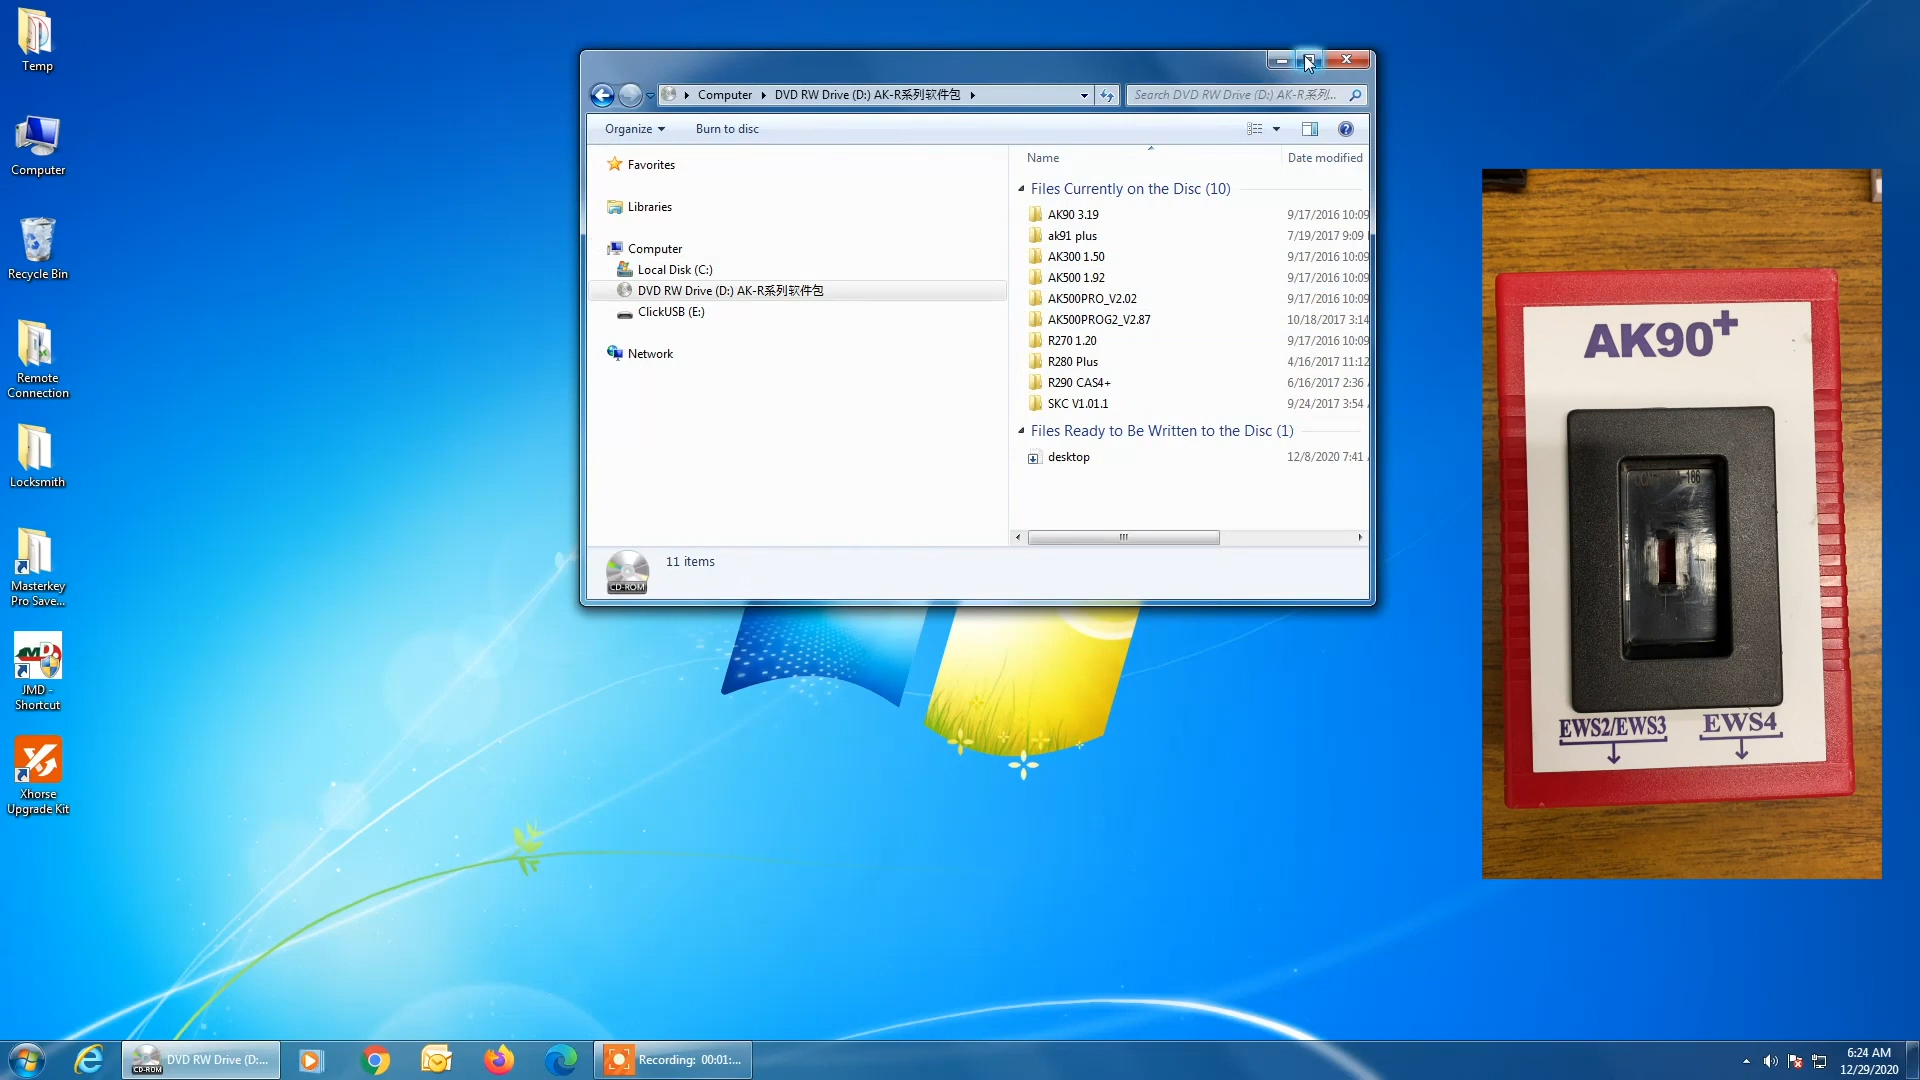 Temp
Computer
Recycle Bin
Remote
Connection
Locksmith
Masterkey
Pro Save...
JMD -
Shortcut
Xhorse
Upgrade Kit
Computer DVD RW Drive (D:) AK-R系列软件包
Search DVD RW Drive (D:) AK-R系列...
Organize Burn to disc
Favorites
Libraries
Computer
Local Disk (C:)
DVD RW Drive (D:) AK-R系列软件包
ClickUSB (E:)
Network
Name Date modified
Files Currently on the Disc (10)
AK90 3.19 9/17/2016 10:09
ak91 plus 7/19/2017 9:09
AK300 1.50 9/17/2016 10:09
AK500 1.92 9/17/2016 10:09
AK500PRO_V2.02 9/17/2016 10:09
AK500PROG2_V2.87 10/18/2017 3:14
R270 1.20 9/17/2016 10:09
R280 Plus 4/16/2017 11:12
R290 CAS4+ 6/16/2017 2:36
SKC V1.01.1 9/24/2017 3:54
Files Ready to Be Written to the Disc (1)
desktop 12/8/2020 7:41
CD-ROM
11 items
AK90+
EWS2/EWS3 EWS4
CD-ROM
DVD RW Drive (D:...
Recording: 00:01:...
6:24 AM
12/29/2020